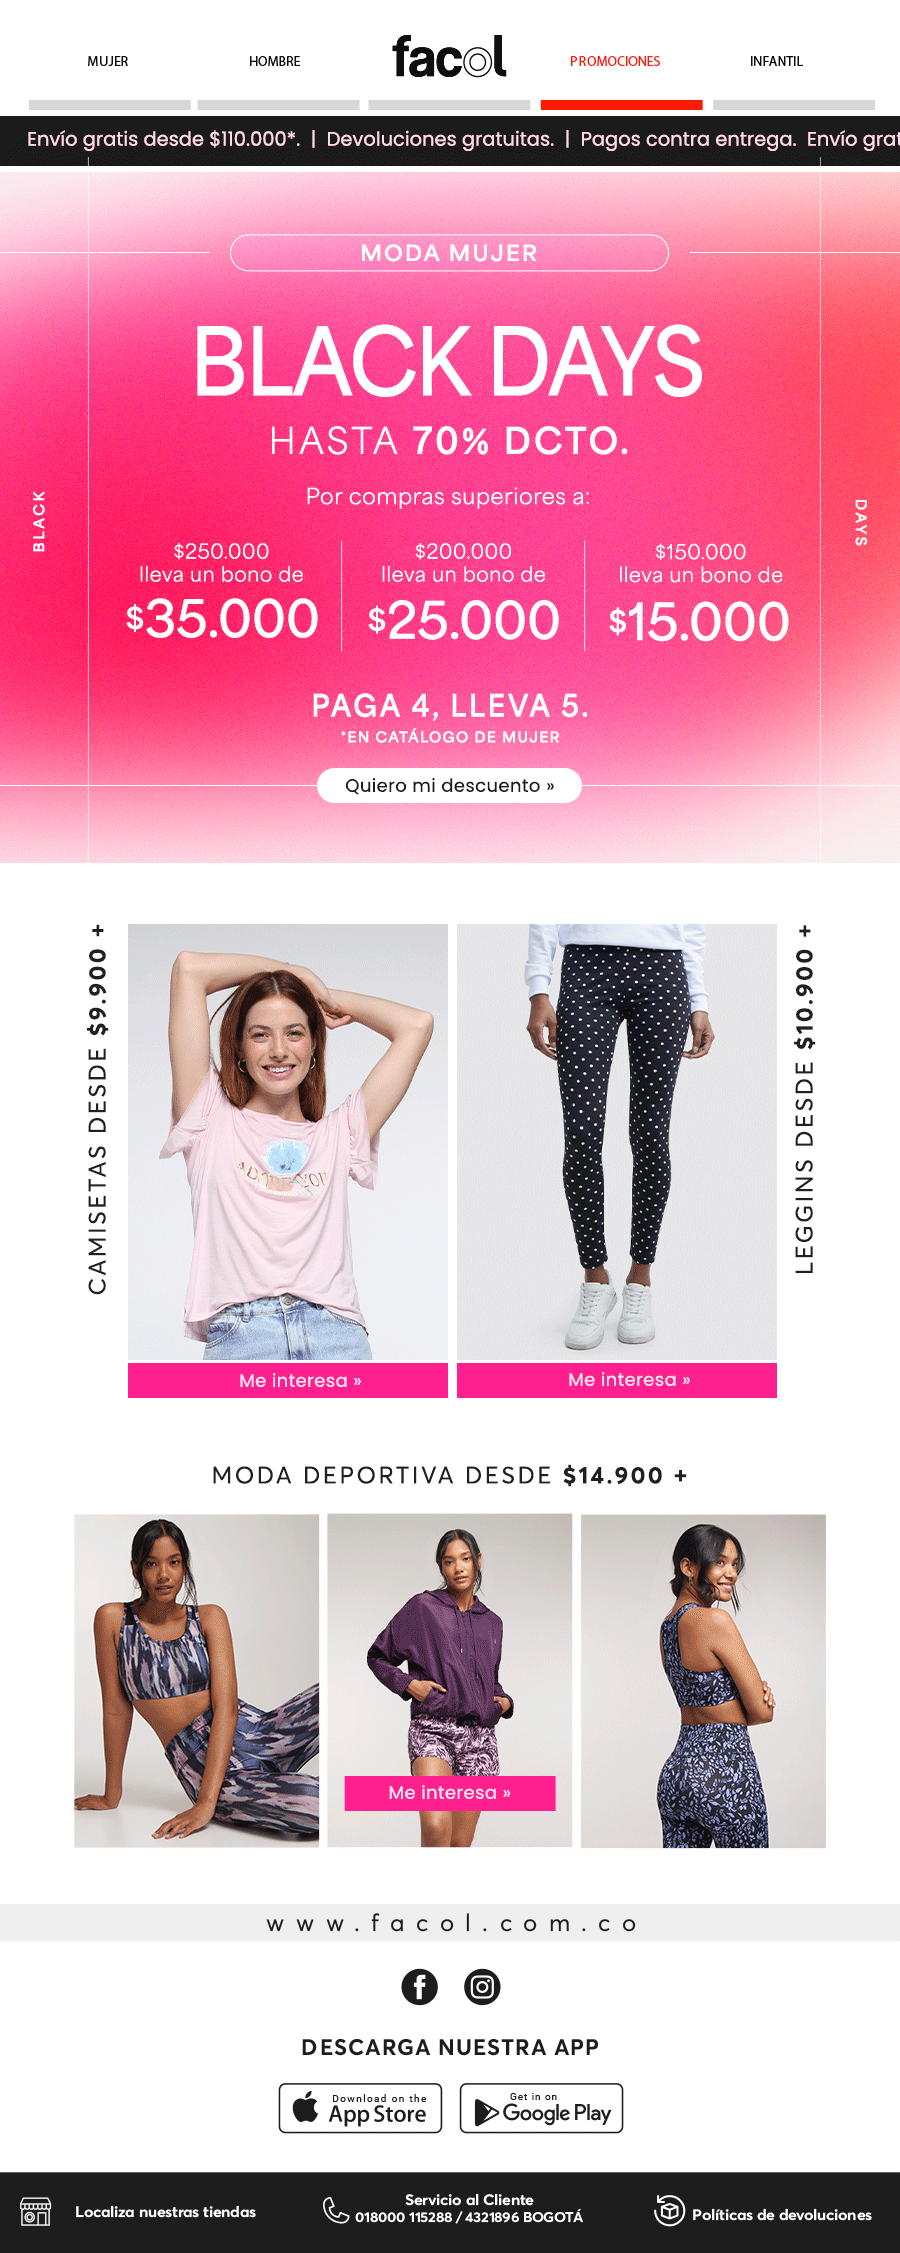 MUJER
HOMBRE
facol
PROMOCIONES
INFANTIL
Envío gratis desde $110.000*. | Devoluciones gratuitas. | Pagos contra entrega. Envío grat
MODA MUJER
BLACK DAYS
HASTA 70% DCTO.
Por compras superiores a:
BLACK
DAYS
$250.000
lleva un bono de
$35.000
$200.000
lleva un bono de
$25.000
$150.000
lleva un bono de
$15.000
PAGA 4, LLEVA 5.
*EN CATÁLOGO DE MUJER
Quiero mi descuento »
CAMISETAS DESDE $9.900 +
LEGGINS DESDE $10.900 +
Me interesa »
Me interesa »
MODA DEPORTIVA DESDE $14.900 +
Me interesa »
www.facol.com.co
DESCARGA NUESTRA APP
Download on the
App Store
Get in on
Google Play
Localiza nuestras tiendas
Servicio al Cliente
018000 115288 / 4321896 BOGOTÁ
Políticas de devoluciones